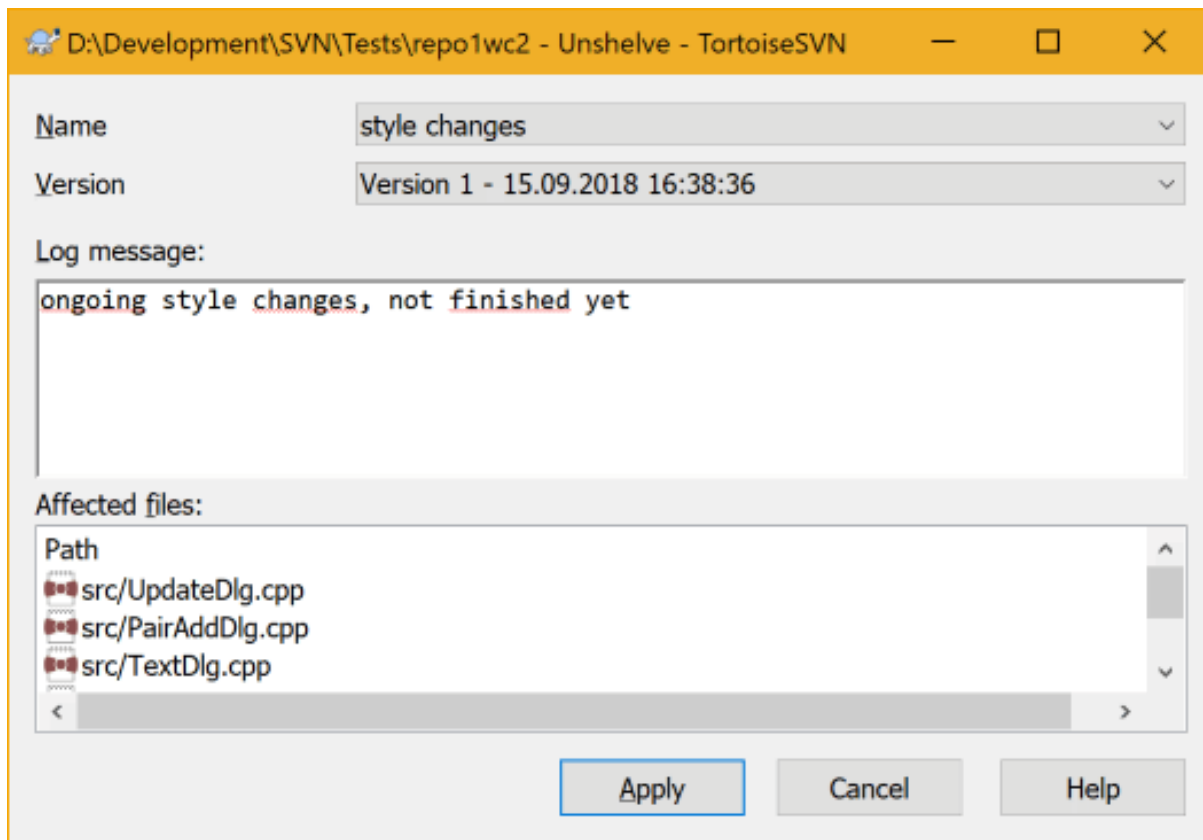 D:\Development\SVN\Tests\repo1wc2 - Unshelve - TortoiseSVN
Name style changes
Version Version 1 - 15.09.2018 16:38:36
Log message:
ongoing style changes, not finished yet
Affected files:
Path
src/UpdateDlg.cpp
src/PairAddDlg.cpp
src/TextDlg.cpp
Apply Cancel Help